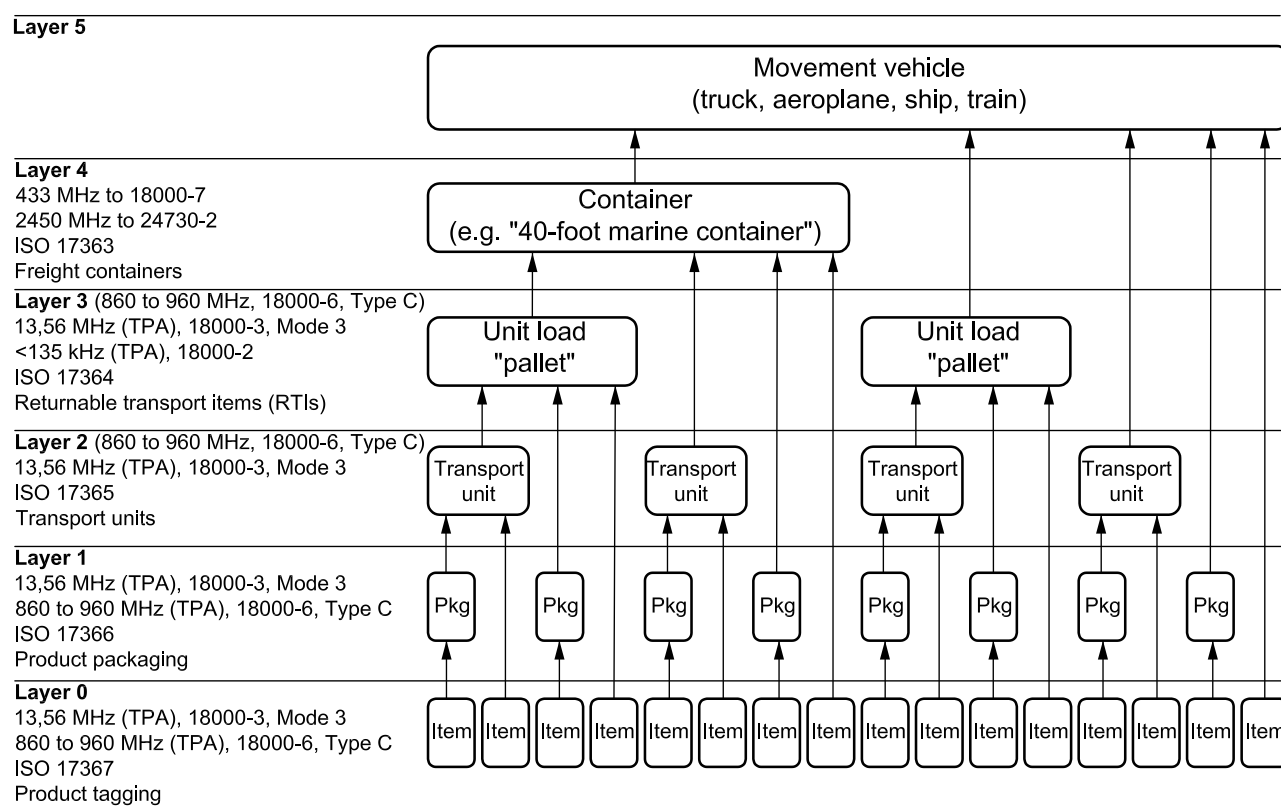 Layer 5
Movement vehicle
(truck, aeroplane, ship, train)
Layer 4
433 MHz to 18000-7
2450 MHz to 24730-2
ISO 17363
Freight containers
Container
(e.g. "40-foot marine container")
Layer 3 (860 to 960 MHz, 18000-6, Type C)
13,56 MHz (TPA), 18000-3, Mode 3
<135 kHz (TPA), 18000-2
ISO 17364
Returnable transport items (RTIs)
Unit load
"pallet"
Unit load
"pallet"
Layer 2 (860 to 960 MHz, 18000-6, Type C)
13,56 MHz (TPA), 18000-3, Mode 3
ISO 17365
Transport units
Transport
unit
Transport
unit
Transport
unit
Transport
unit
Layer 1
13,56 MHz (TPA), 18000-3, Mode 3
860 to 960 MHz (TPA), 18000-6, Type C
ISO 17366
Product packaging
Pkg Pkg Pkg Pkg Pkg Pkg Pkg Pkg
Layer 0
13,56 MHz (TPA), 18000-3, Mode 3
860 to 960 MHz (TPA), 18000-6, Type C
ISO 17367
Product tagging
Item Item Item Item Item Item Item Item Item Item Item Item Item Item Item Item